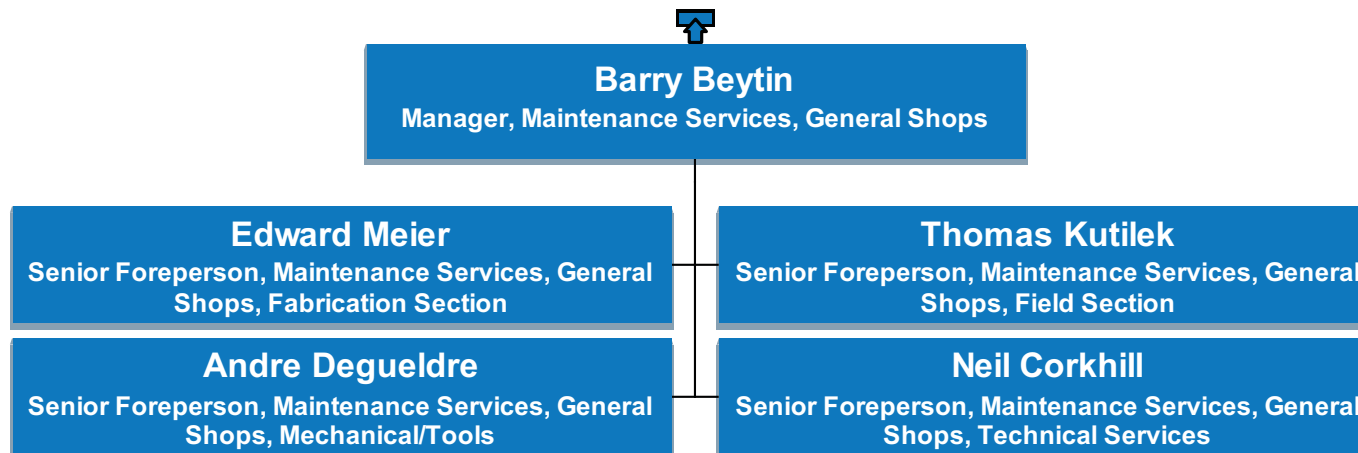 Barry Beytin
Manager, Maintenance Services, General Shops
Edward Meier
Senior Foreperson, Maintenance Services, General
Shops, Fabrication Section
Thomas Kutilek
Senior Foreperson, Maintenance Services, General
Shops, Field Section
Andre Degueldre
Senior Foreperson, Maintenance Services, General
Shops, Mechanical/Tools
Neil Corkhill
Senior Foreperson, Maintenance Services, General
Shops, Technical Services